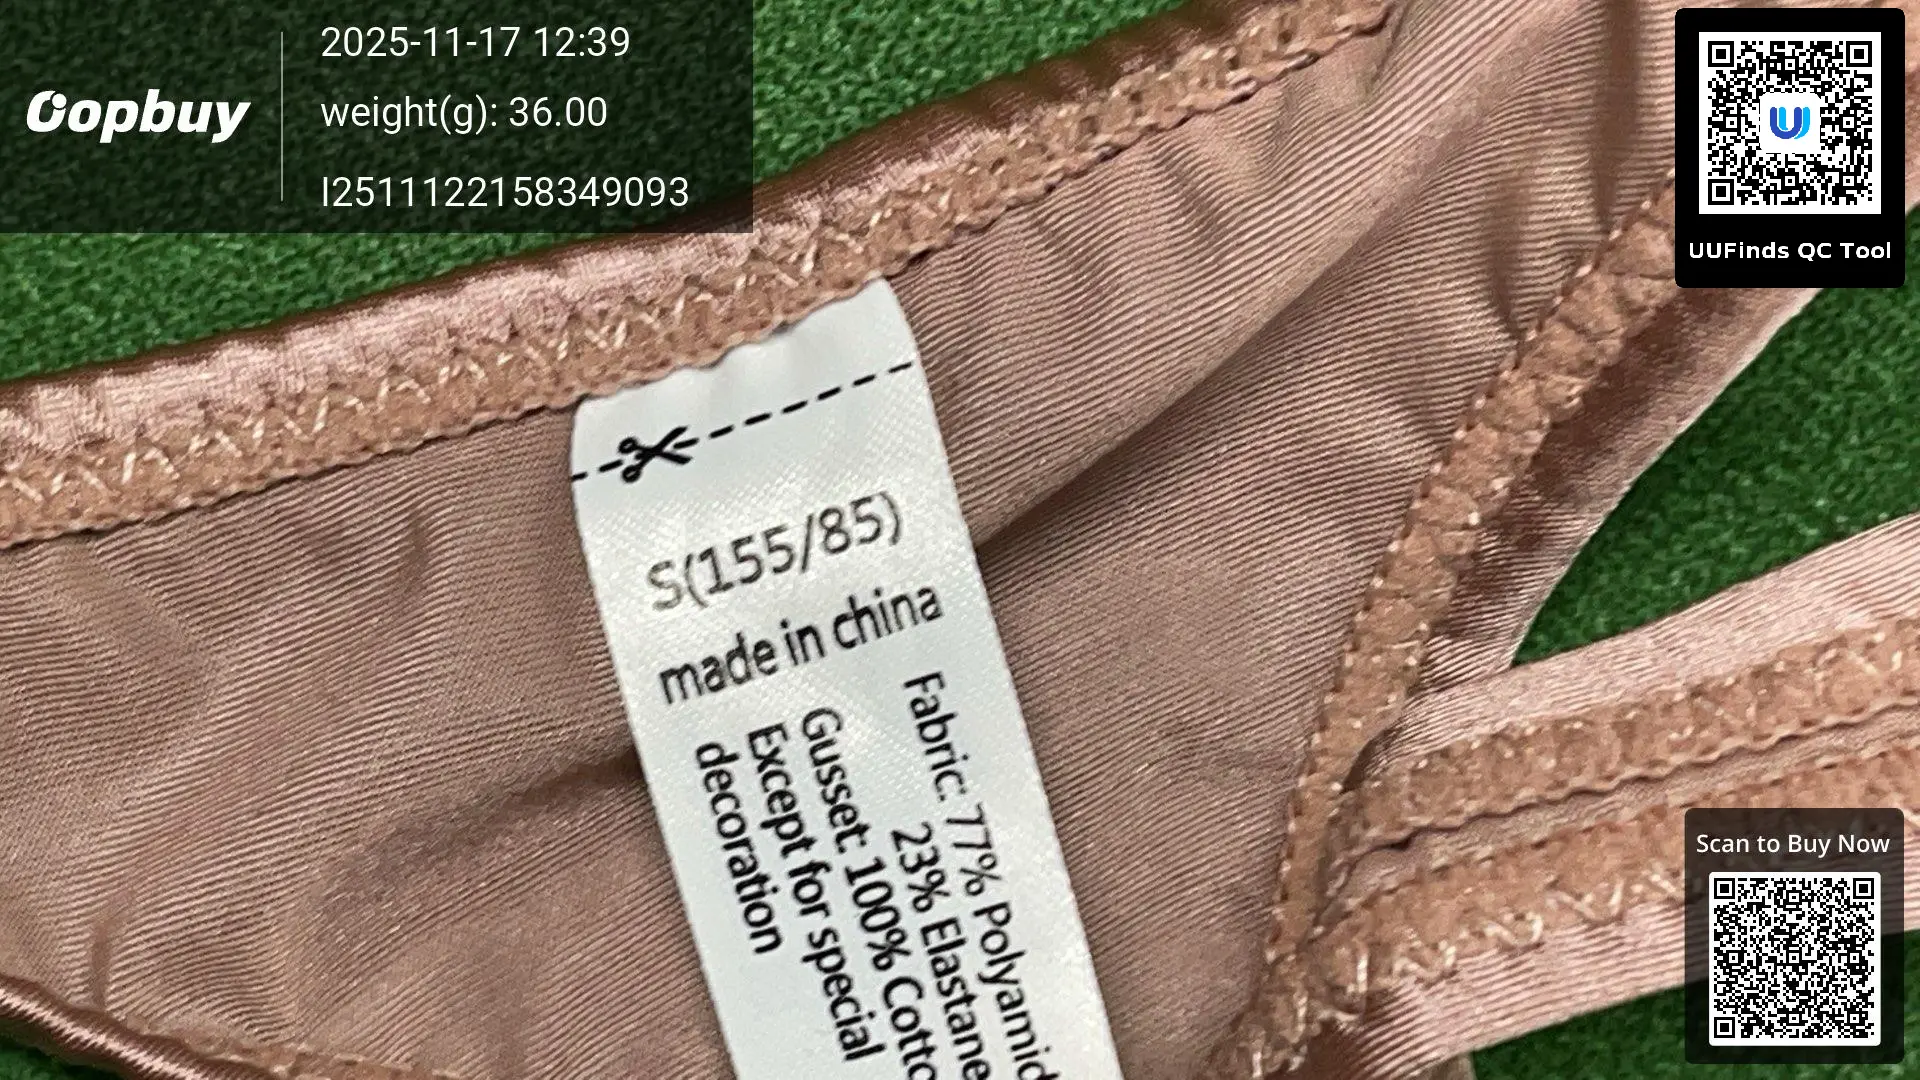 Oopbuy
2025-11-17 12:39
weight(g): 36.00
I2511122158349093
UUFinds QC Tool
S(155/85)
made in china
Fabric: 77% Polyamid
23% Elastane
Gusset: 100% Cotto
Except for special
decoration
Scan to Buy Now